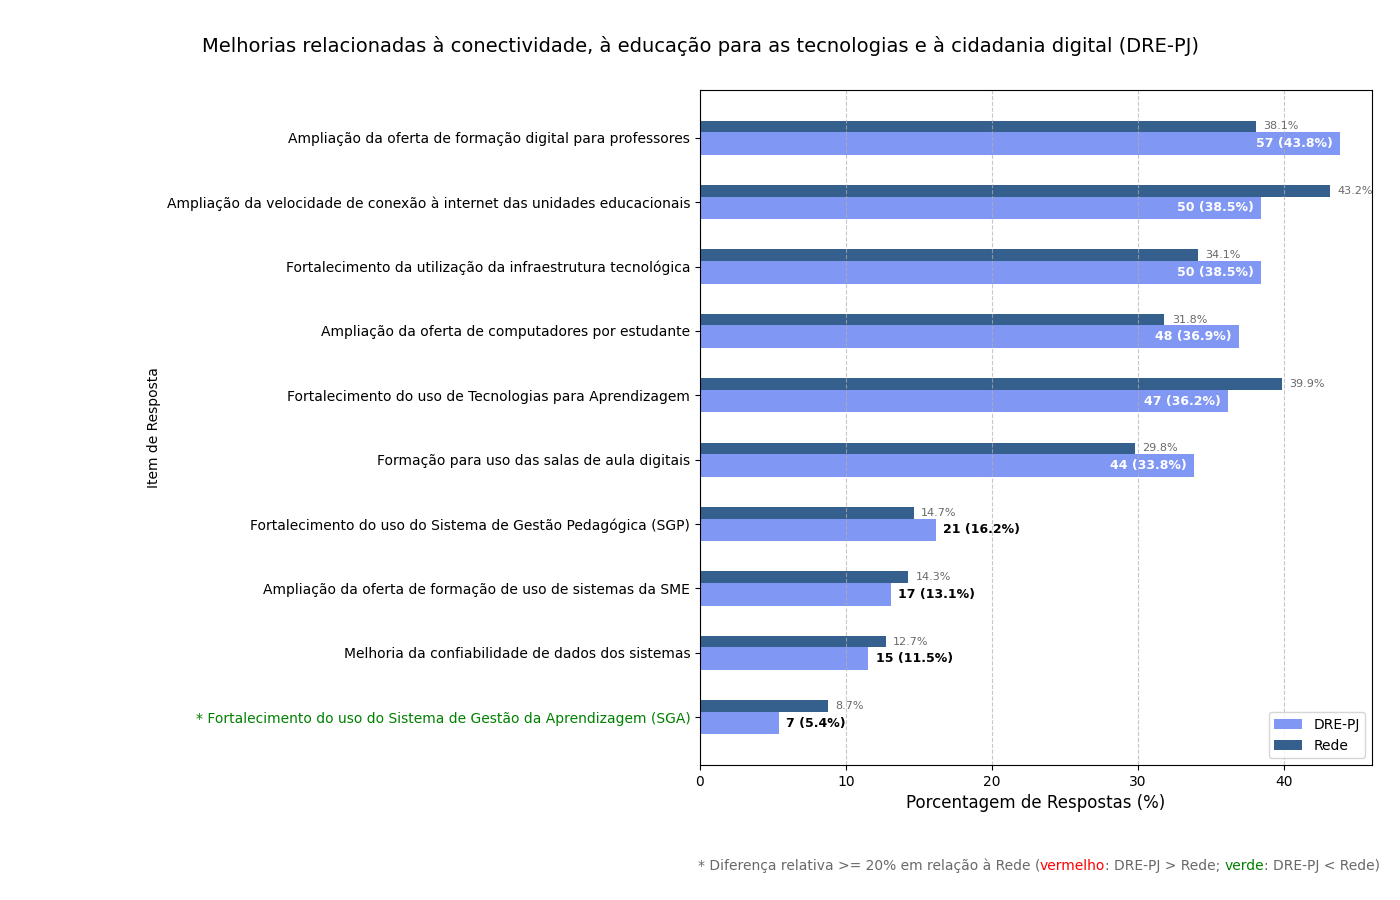 Melhorias relacionadas à conectividade, à educação para as tecnologias e à cidadania digital (DRE-PJ)
Item de Resposta
Ampliação da oferta de formação digital para professores
38.1%
57 (43.8%)
Ampliação da velocidade de conexão à internet das unidades educacionais
43.2%
50 (38.5%)
Fortalecimento da utilização da infraestrutura tecnológica
34.1%
50 (38.5%)
Ampliação da oferta de computadores por estudante
31.8%
48 (36.9%)
Fortalecimento do uso de Tecnologias para Aprendizagem
39.9%
47 (36.2%)
Formação para uso das salas de aula digitais
29.8%
44 (33.8%)
Fortalecimento do uso do Sistema de Gestão Pedagógica (SGP)
14.7%
21 (16.2%)
Ampliação da oferta de formação de uso de sistemas da SME
14.3%
17 (13.1%)
Melhoria da confiabilidade de dados dos sistemas
12.7%
15 (11.5%)
* Fortalecimento do uso do Sistema de Gestão da Aprendizagem (SGA)
8.7%
7 (5.4%)
DRE-PJ
Rede
0 10 20 30 40
Porcentagem de Respostas (%)
* Diferença relativa >= 20% em relação à Rede (vermelho: DRE-PJ > Rede; verde: DRE-PJ < Rede)